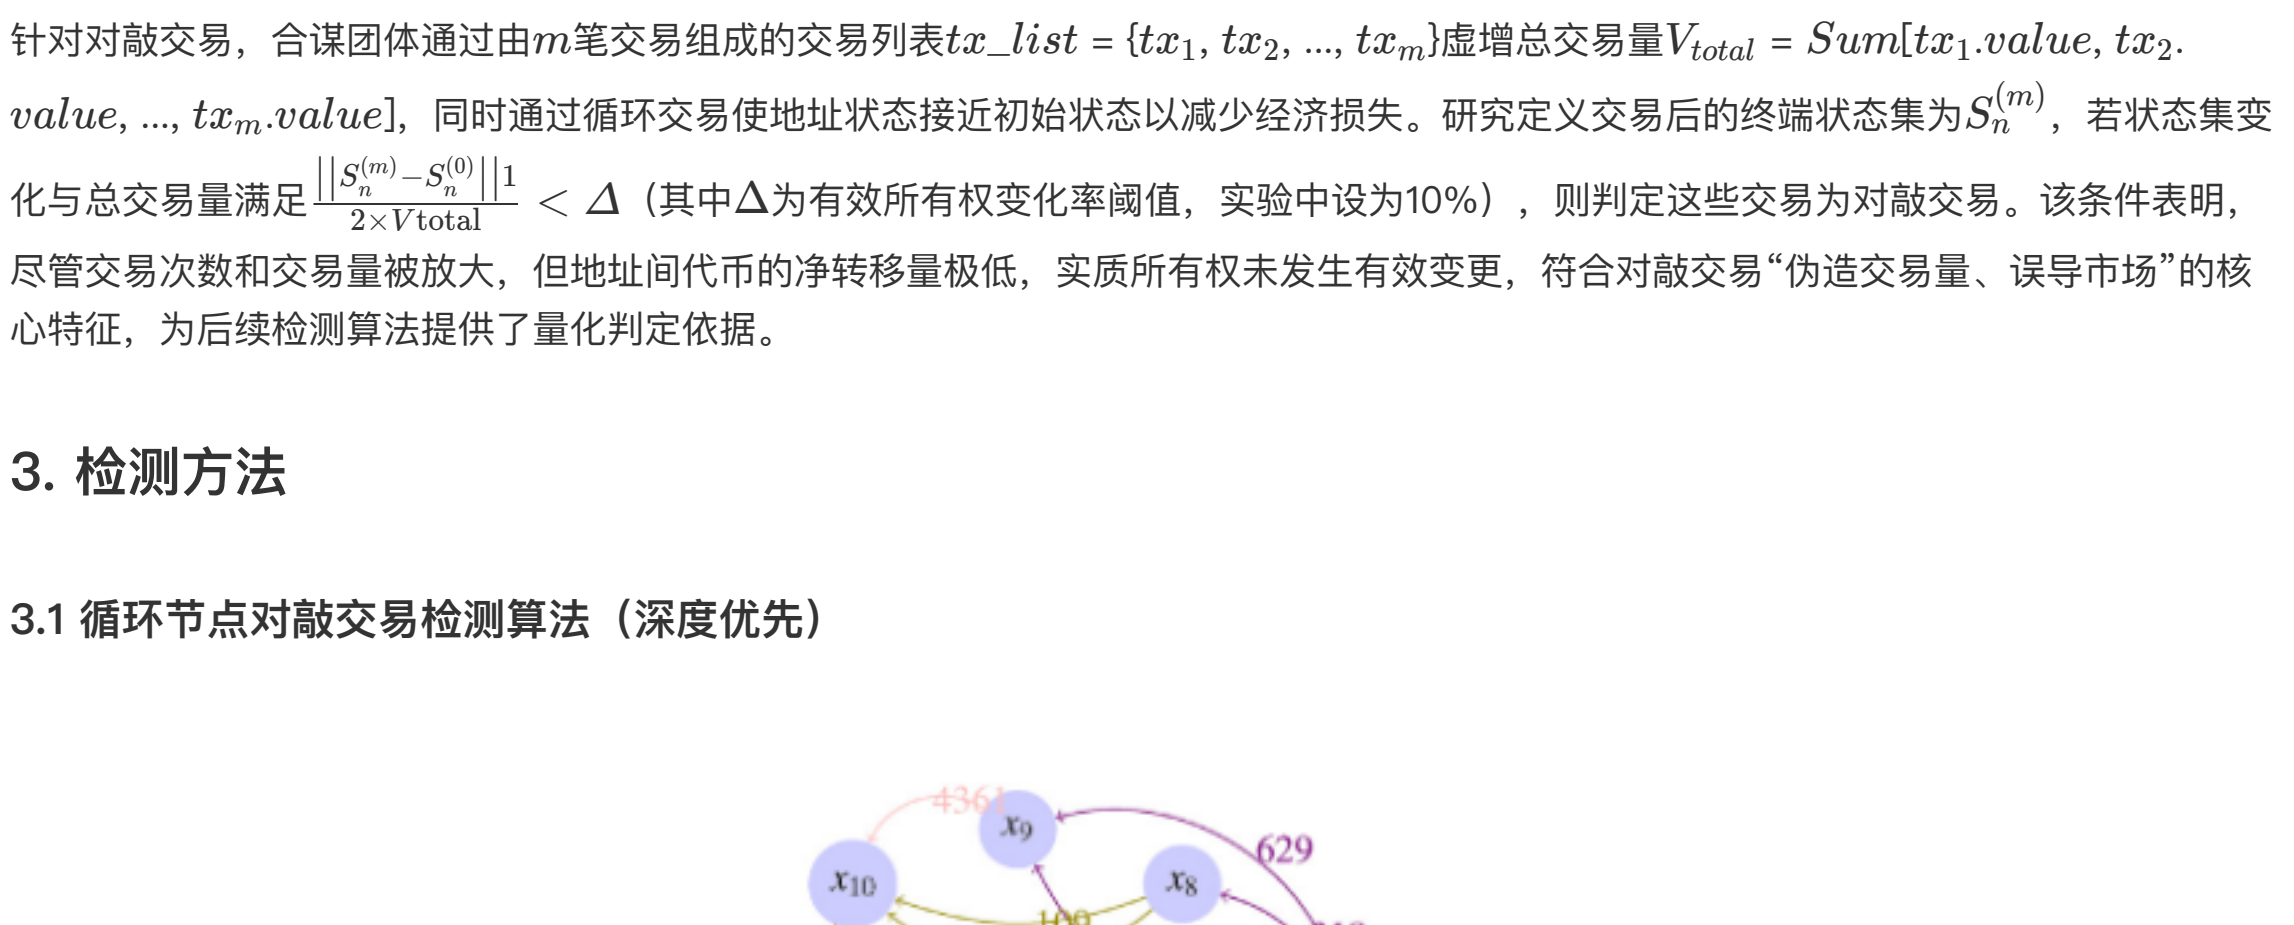 针对对敲交易，合谋团体通过由m笔交易组成的交易列表tx_list = {tx₁, tx₂, ..., txₘ}虚增总交易量V_total = Sum[tx₁.value, tx₂.
value, ..., txₘ.value]，同时通过循环交易使地址状态接近初始状态以减少经济损失。研究定义交易后的终端状态集为S_n^(m)，若状态集变
化与总交易量满足 ||S_n^(m)−S_n^(0)||1 / 2×Vtotal < Δ（其中Δ为有效所有权变化率阈值，实验中设为10%），则判定这些交易为对敲交易。该条件表明，
尽管交易次数和交易量被放大，但地址间代币的净转移量极低，实质所有权未发生有效变更，符合对敲交易“伪造交易量、误导市场”的核
心特征，为后续检测算法提供了量化判定依据。
3. 检测方法
3.1 循环节点对敲交易检测算法（深度优先）
4361
x₉
629
x₁₀
x₈
100